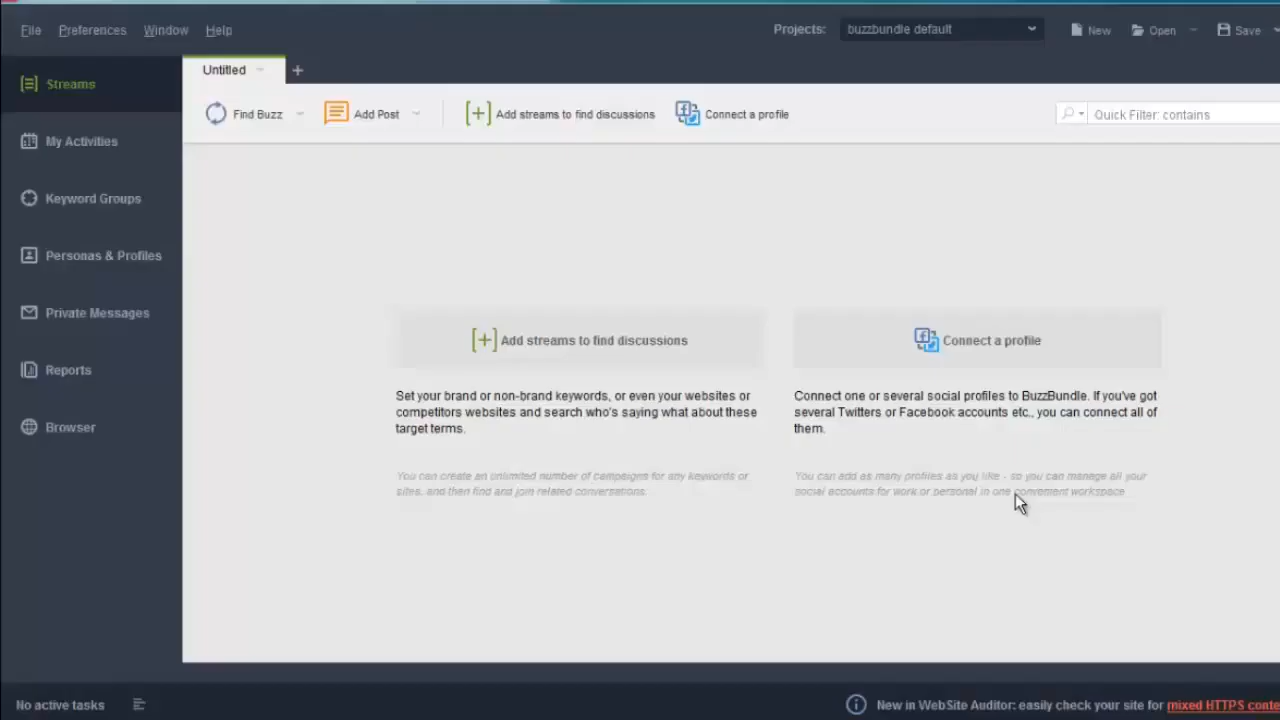 File Preferences Window Help Projects: buzzbundle default New Open Save
Streams
Untitled
Find Buzz Add Post Add streams to find discussions Connect a profile Quick Filter: contains
My Activities
Keyword Groups
Personas & Profiles
Private Messages
Reports
Browser
Add streams to find discussions
Set your brand or non-brand keywords, or even your websites or
competitors websites and search who's saying what about these
target terms.
You can create an unlimited number of campaigns for any keywords or
sites, and then find and join related conversations.
Connect a profile
Connect one or several social profiles to BuzzBundle. If you've got
several Twitters or Facebook accounts etc., you can connect all of
them.
You can add as many profiles as you like - so you can manage all your
social accounts for work or personal in one convenient workspace
No active tasks New in WebSite Auditor: easily check your site for mixed HTTPS conte